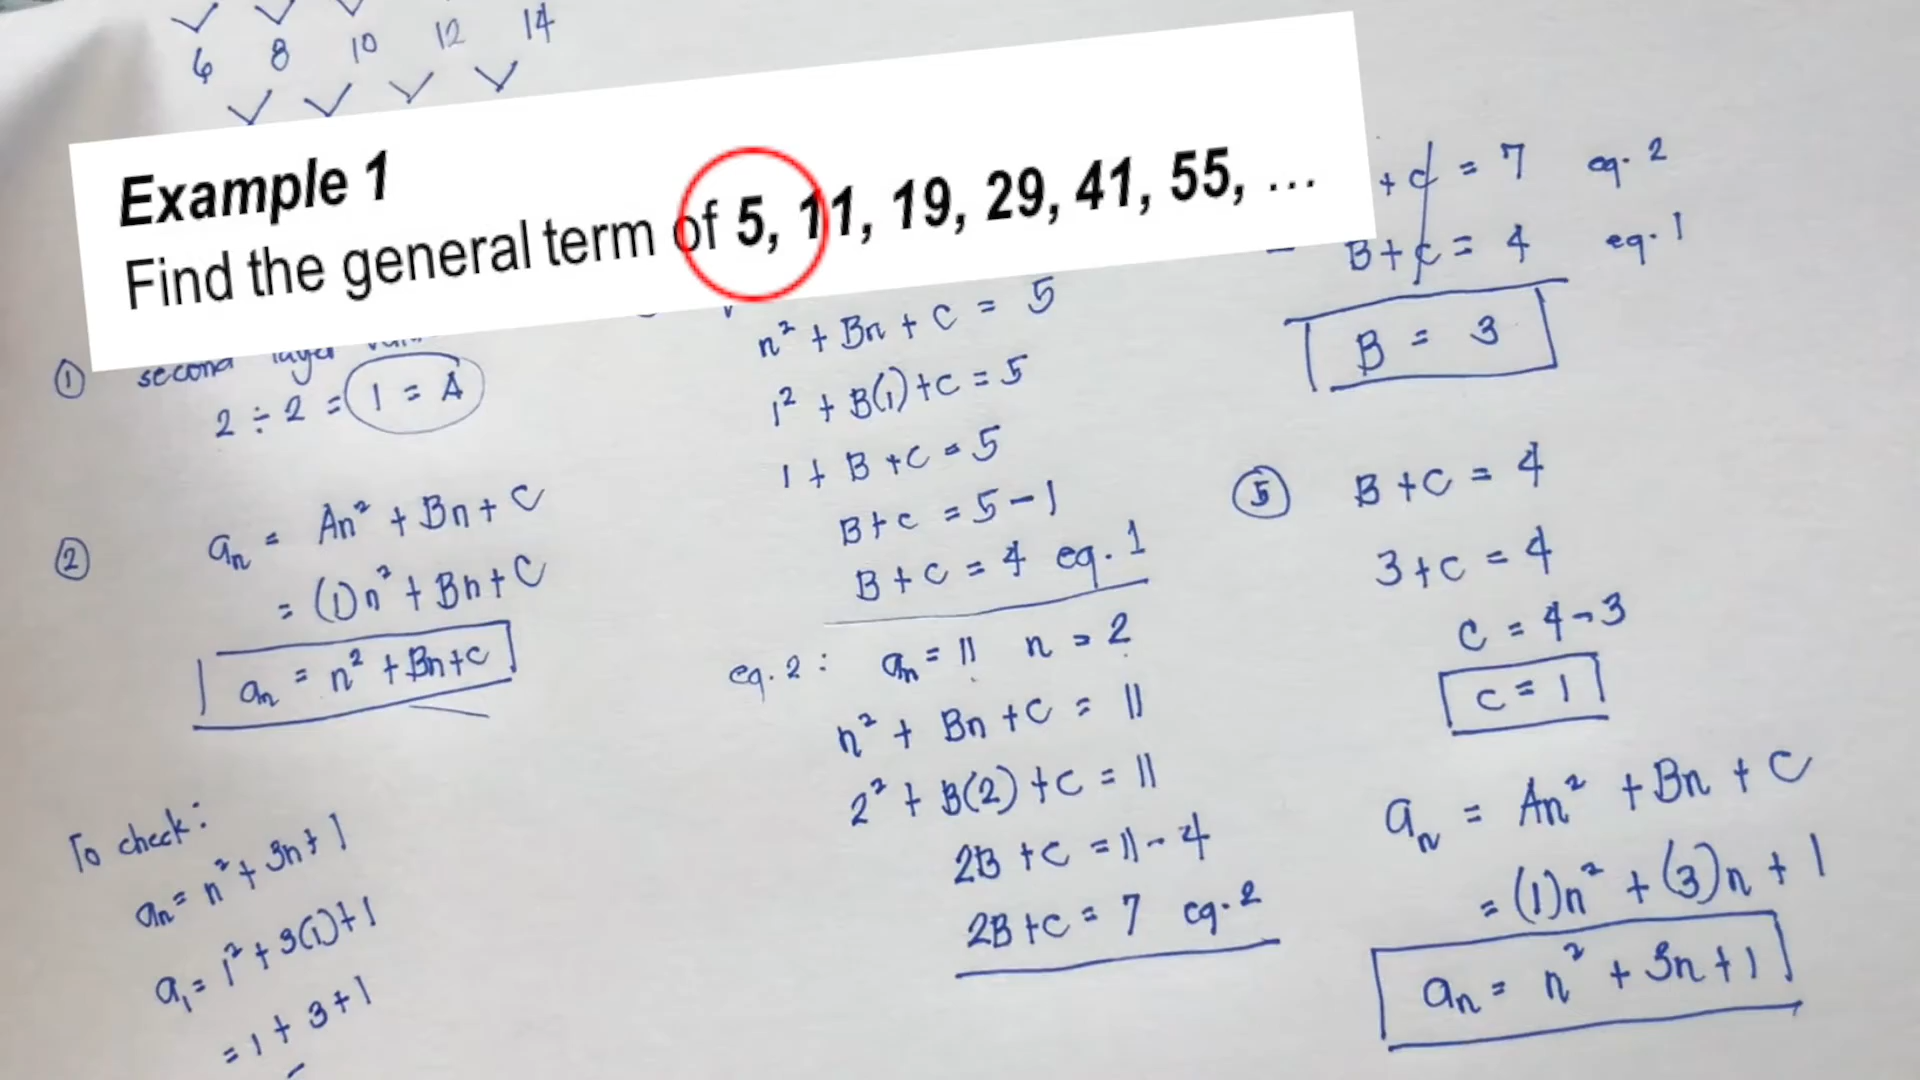 6 8 10 12 14
Example 1
Find the general term of 5, 11, 19, 29, 41, 55, ...
① second layer
2 ÷ 2 = 1 = A
② aₙ = An² + Bn + C
= (1)n² + Bn + C
aₙ = n² + Bn + C
To check:
aₙ = n² + 3n + 1
a₁ = 1² + 3(1) + 1
= 1 + 3 + 1
n² + Bn + C = 5
1² + B(1) + C = 5
1 + B + C = 5
B + C = 5 - 1
B + C = 4 eq. 1
eq. 2: aₙ = 11 n = 2
n² + Bn + C = 11
2² + B(2) + C = 11
2B + C = 11 - 4
2B + C = 7 eq. 2
+ C = 7 eq. 2
- B + C = 4 eq. 1
B = 3
⑤ B + C = 4
3 + C = 4
C = 4 - 3
C = 1
aₙ = An² + Bn + C
= (1)n² + (3)n + 1
aₙ = n² + 3n + 1